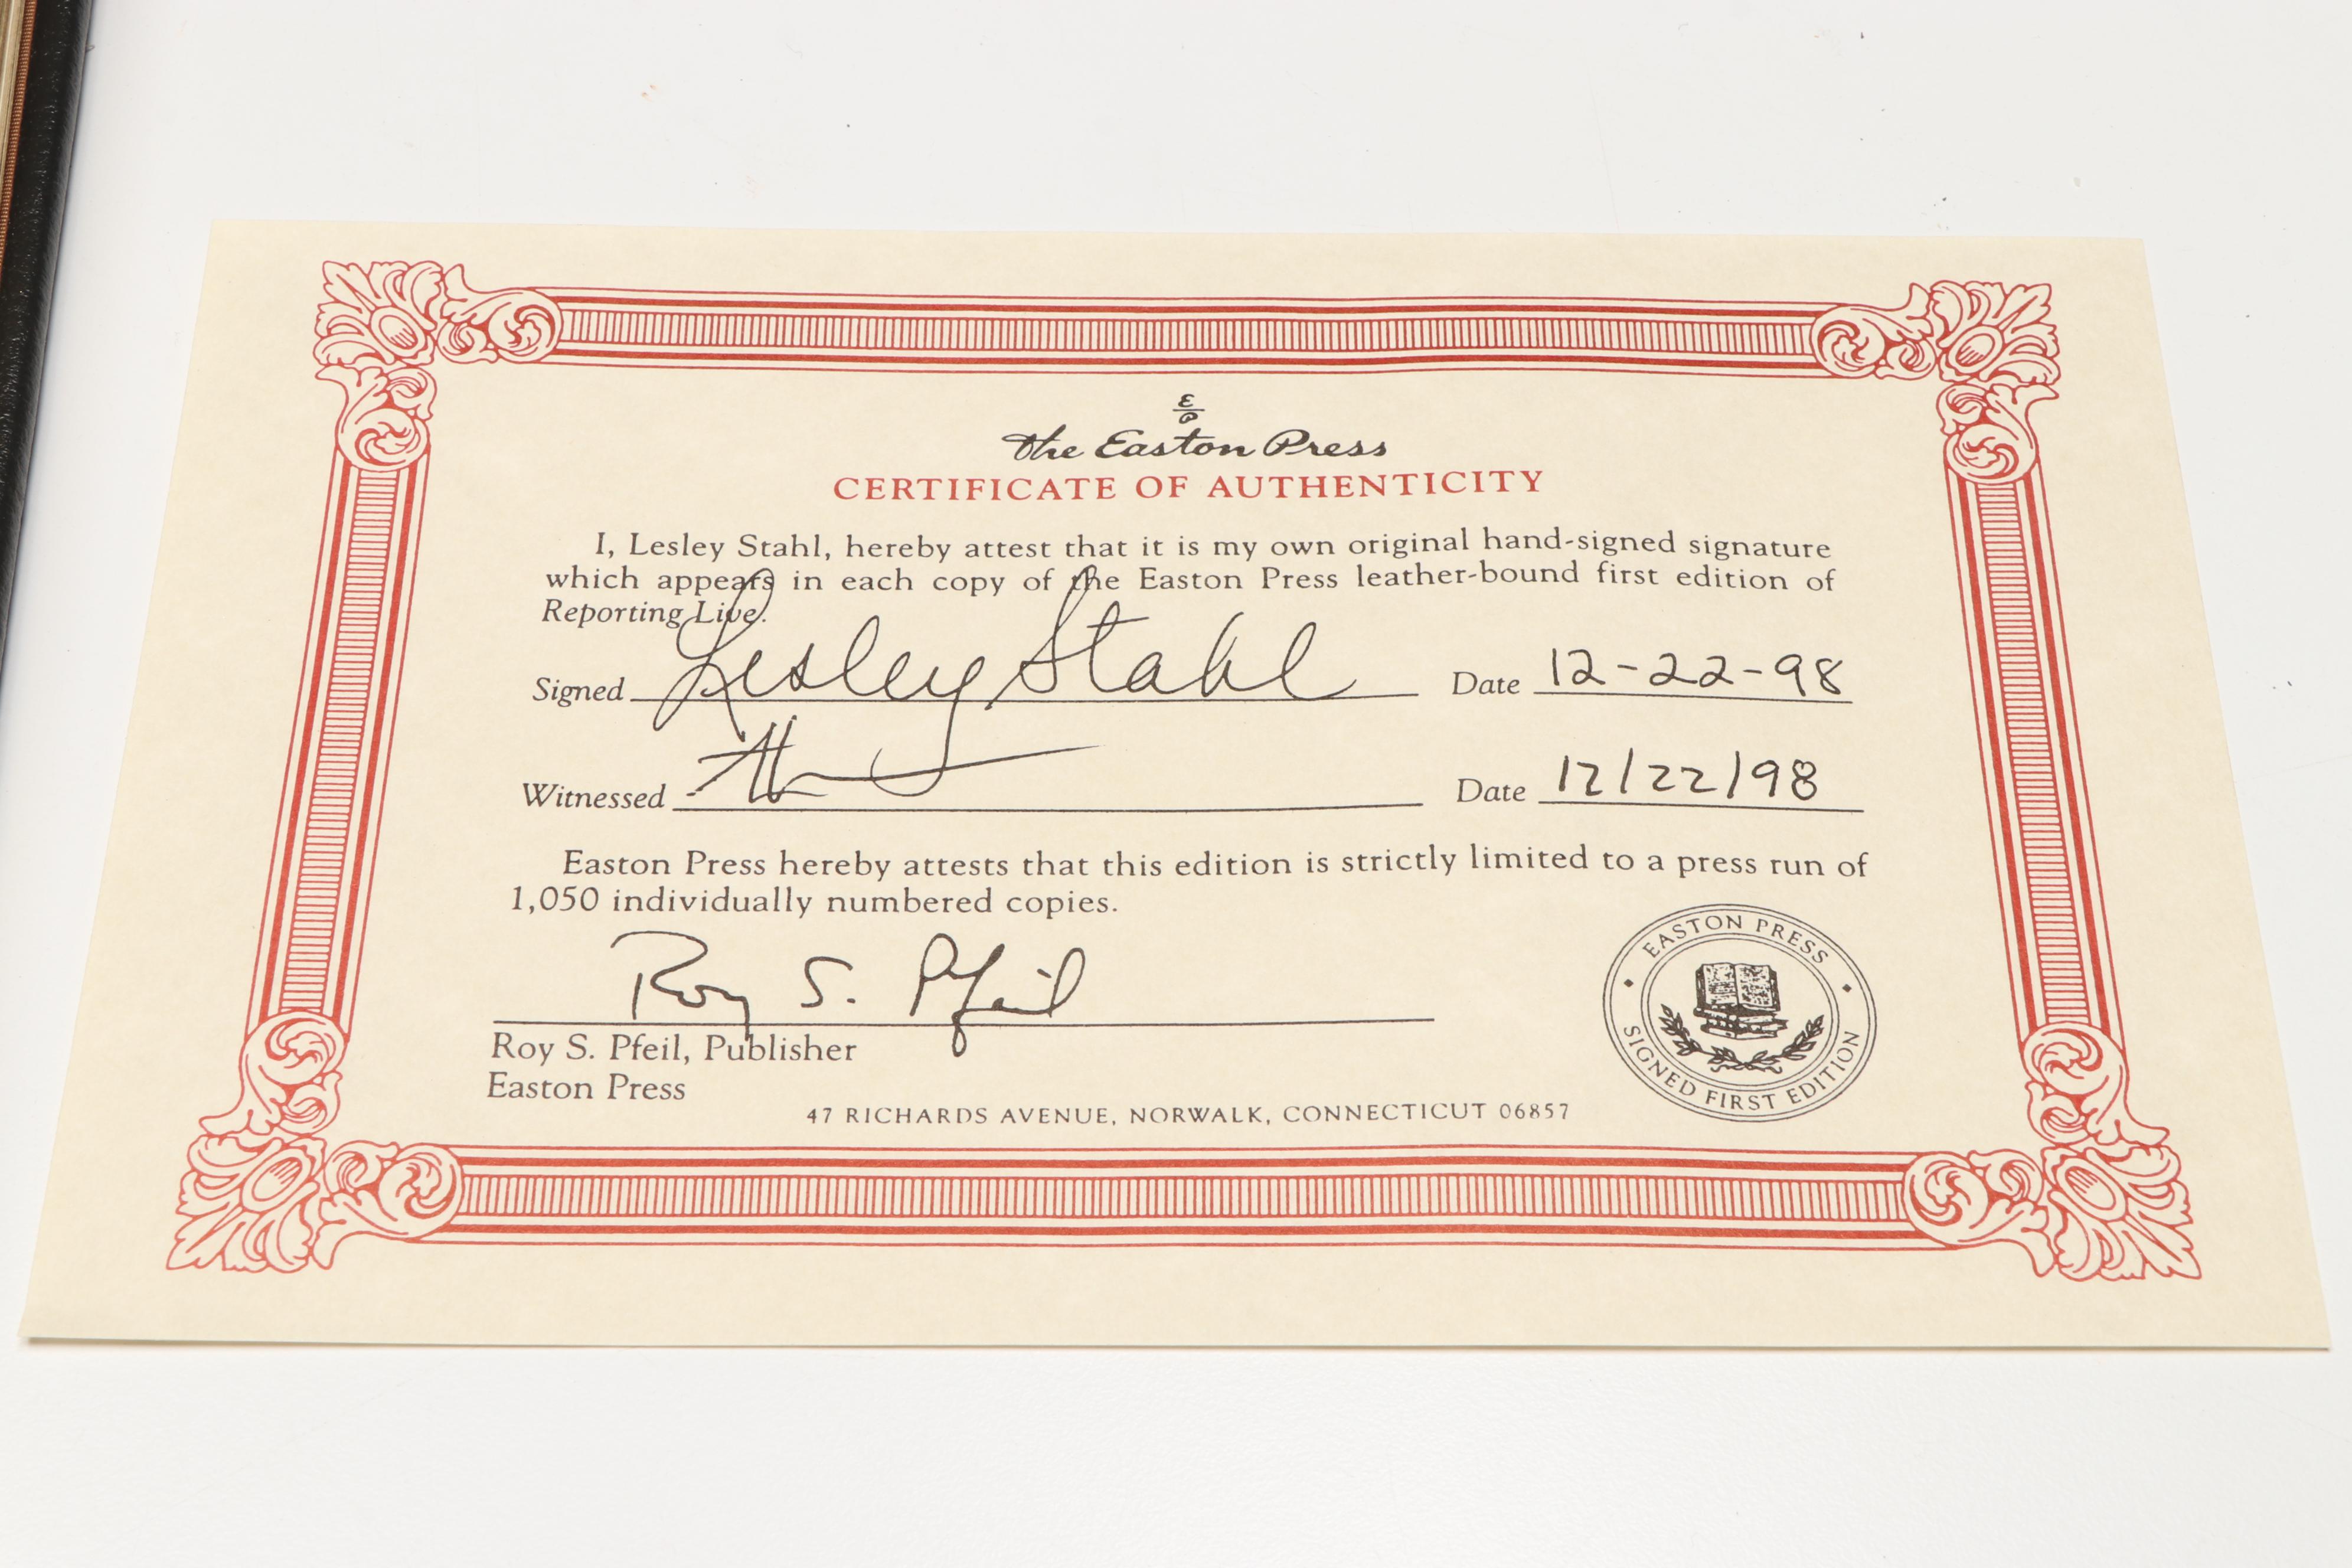 E
P
the Easton Press
CERTIFICATE OF AUTHENTICITY
I, Lesley Stahl, hereby attest that it is my own original hand-signed signature
which appears in each copy of the Easton Press leather-bound first edition of
Reporting Live.
Signed Lesley Stahl Date 12-22-98
Witnessed Date 12/22/98
Easton Press hereby attests that this edition is strictly limited to a press run of
1,050 individually numbered copies.
Roy S. Pfeil
Roy S. Pfeil, Publisher
Easton Press
47 RICHARDS AVENUE, NORWALK, CONNECTICUT 06857
EASTON PRESS
SIGNED FIRST EDITION